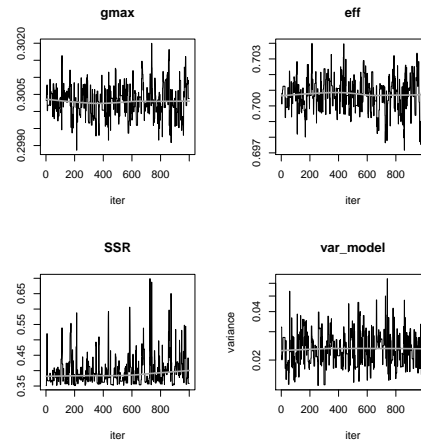 gmax
0.3020
0.3005
0.2990
0 200 400 600 800
iter
eff
0.703
0.700
0.697
0 200 400 600 800
iter
SSR
0.65
0.55
0.45
0.35
0 200 400 600 800
iter
var_model
variance
0.04
0.02
0 200 400 600 800
iter